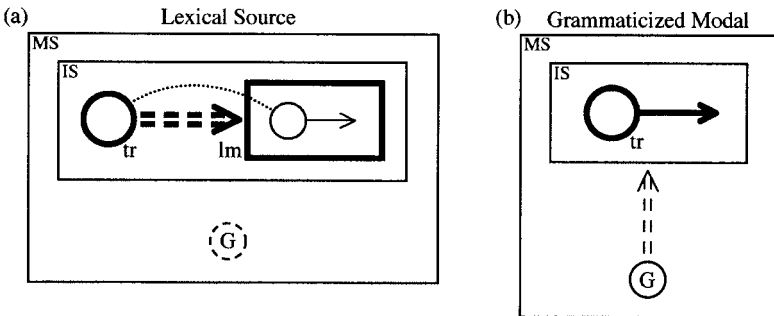 (a) Lexical Source
MS
IS
tr
lm
G
(b) Grammaticized Modal
MS
IS
tr
G